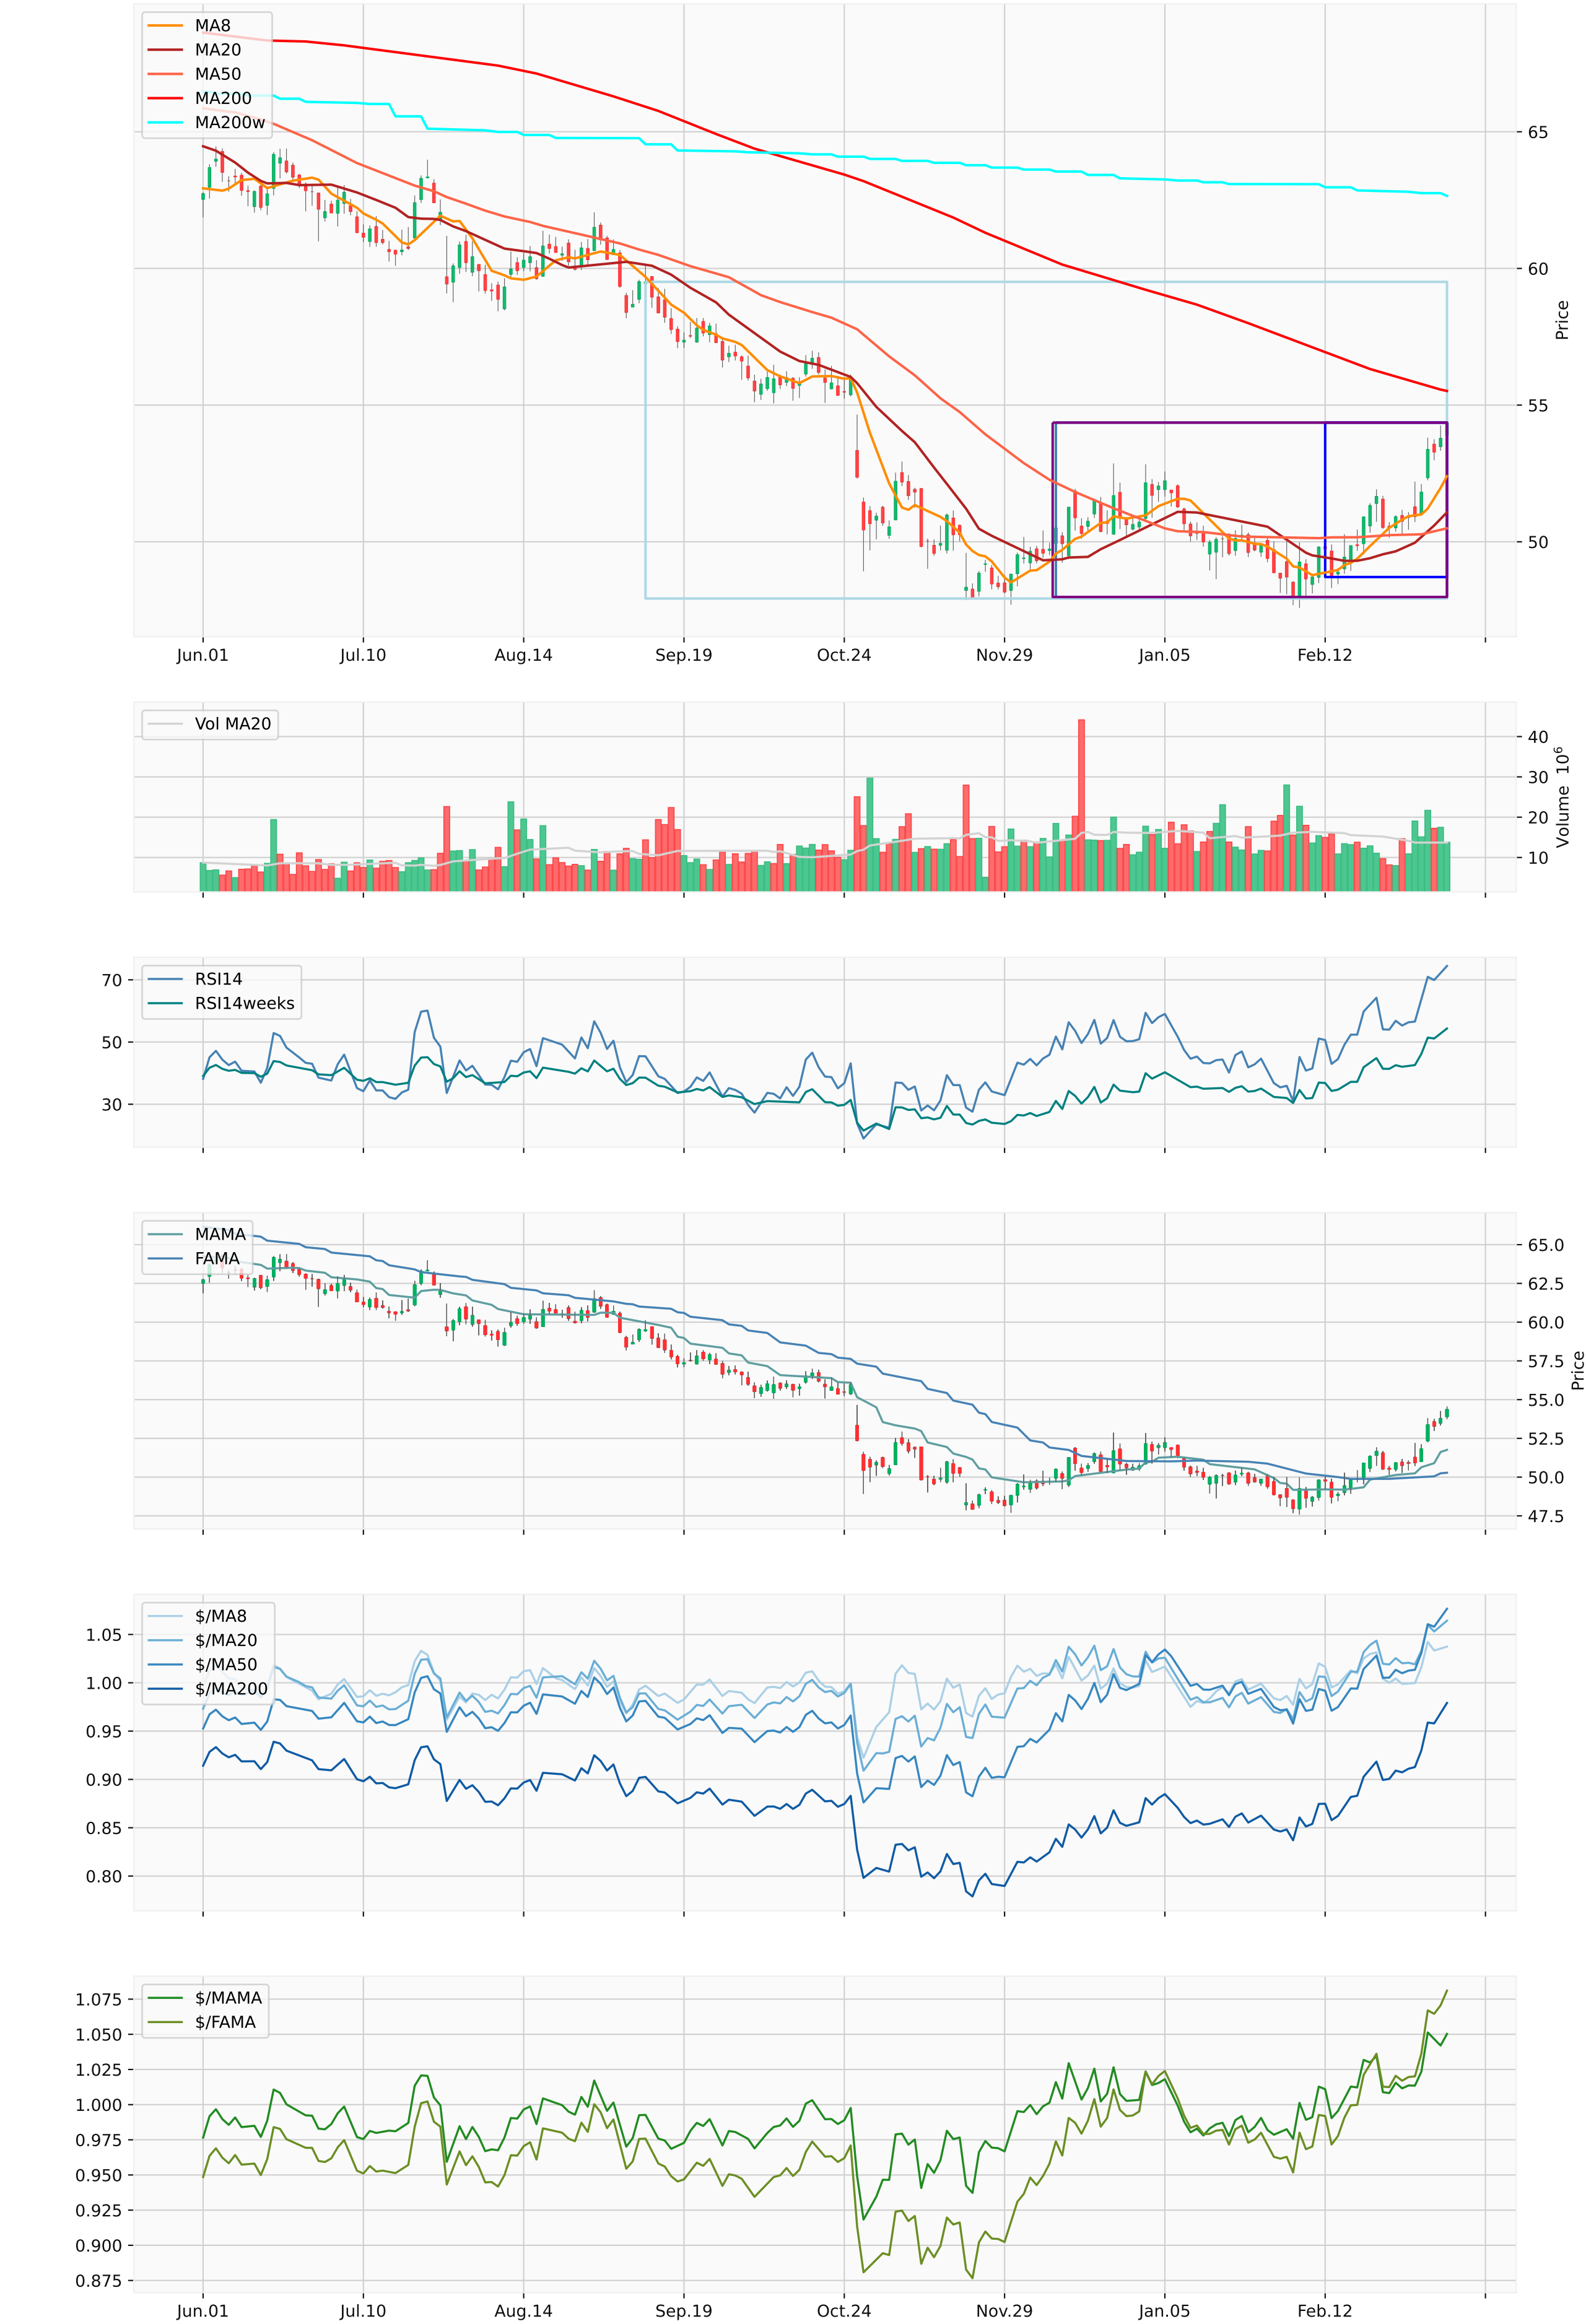 MA8
MA20
MA50
MA200
MA200w
65
60
55
50
Price
Jun.01 Jul.10 Aug.14 Sep.19 Oct.24 Nov.29 Jan.05 Feb.12
Vol MA20
40
30
20
10
Volume 10⁶
RSI14
RSI14weeks
70
50
30
MAMA
FAMA
65.0
62.5
60.0
57.5
55.0
52.5
50.0
47.5
Price
$/MA8
$/MA20
$/MA50
$/MA200
1.05
1.00
0.95
0.90
0.85
0.80
$/MAMA
$/FAMA
1.075
1.050
1.025
1.000
0.975
0.950
0.925
0.900
0.875
Jun.01 Jul.10 Aug.14 Sep.19 Oct.24 Nov.29 Jan.05 Feb.12